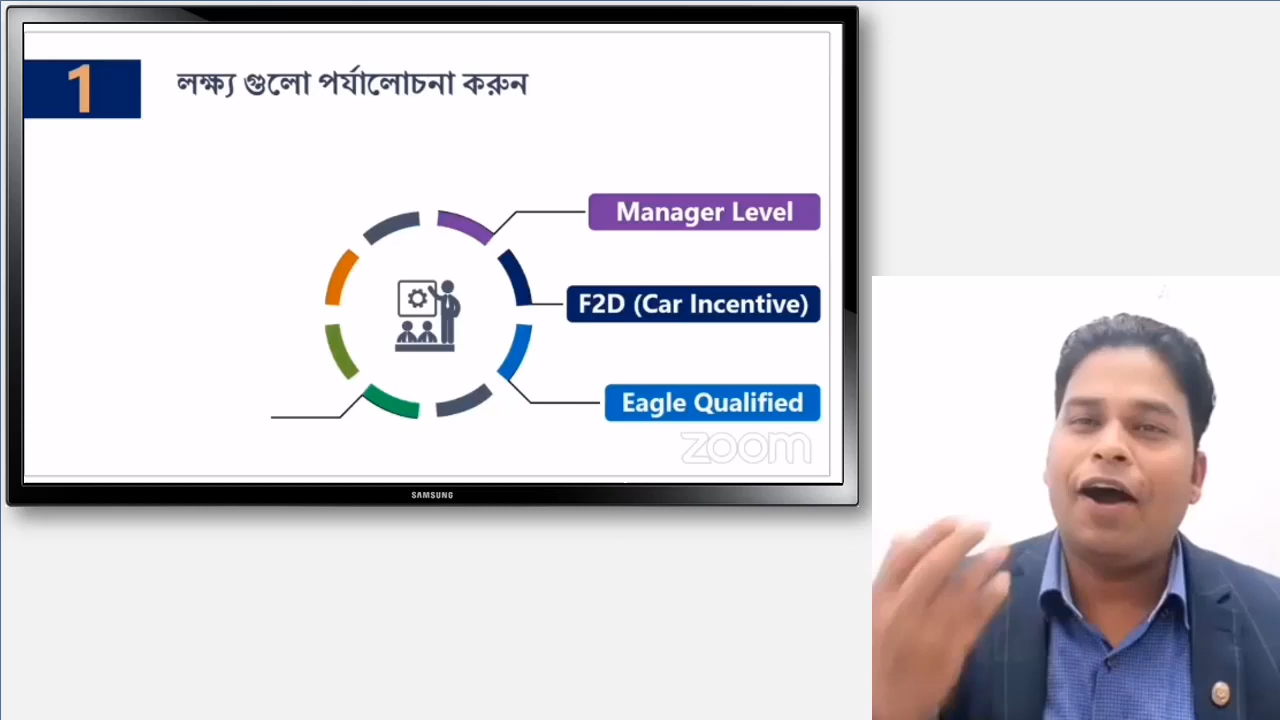 1
লক্ষ্য গুলো পর্যালোচনা করুন
Manager Level
F2D (Car Incentive)
Eagle Qualified
zoom
SAMSUNG